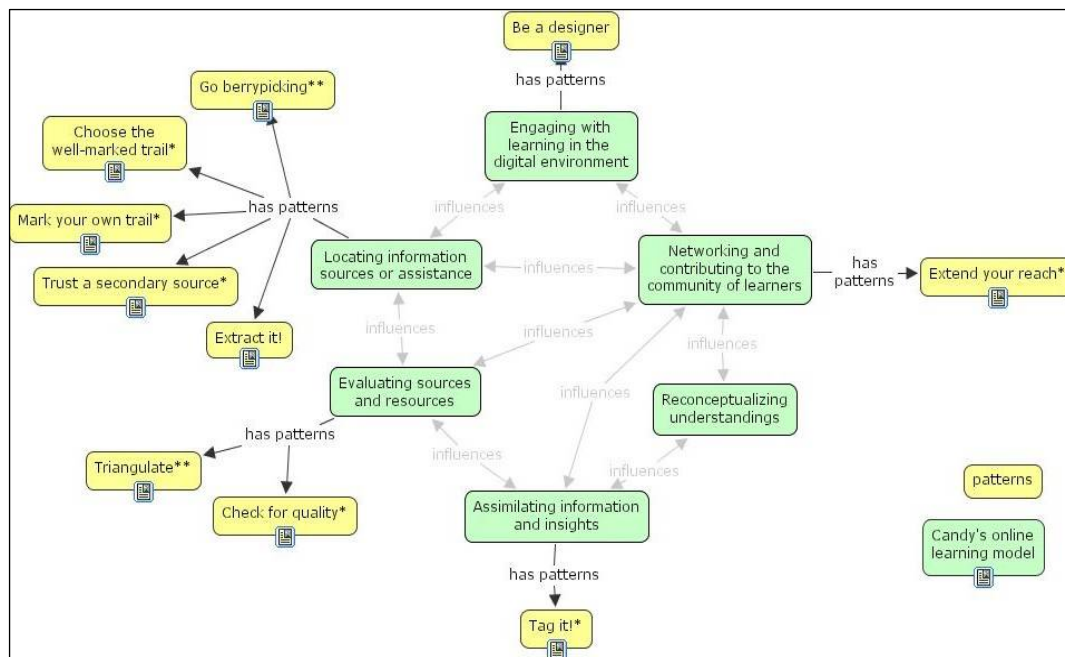 Be a designer
has patterns
Go berrypicking**
Choose the
well-marked trail*
Engaging with
learning in the
digital environment
Mark your own trail*
has patterns
influences
influences
Trust a secondary source*
Locating information
sources or assistance
influences
Networking and
contributing to the
community of learners
has
patterns
Extend your reach*
Extract it!
influences
influences
influences
Evaluating sources
and resources
influences
Reconceptualizing
understandings
has patterns
Triangulate**
influences
influences
Check for quality*
Assimilating information
and insights
patterns
Candy's online
learning model
has patterns
Tag it!*